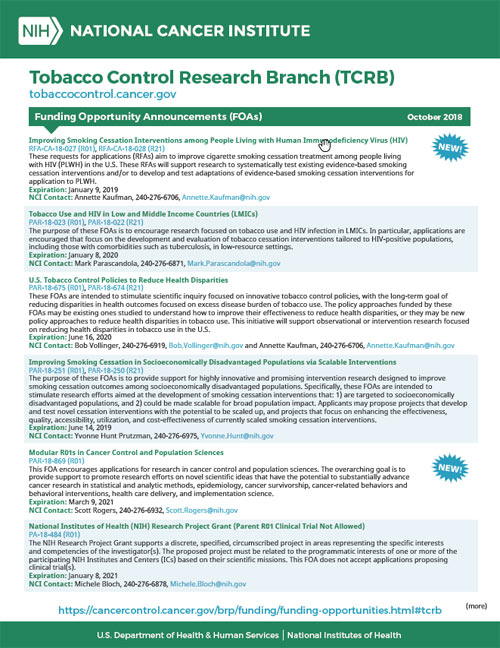 NIH NATIONAL CANCER INSTITUTE
Tobacco Control Research Branch (TCRB)
tobaccocontrol.cancer.gov
Funding Opportunity Announcements (FOAs) October 2018
Improving Smoking Cessation Interventions among People Living with Human Immunodeficiency Virus (HIV)
NEW!
RFA-CA-18-027 (R01), RFA-CA-18-028 (R21)
These requests for applications (RFAs) aim to improve cigarette smoking cessation treatment among people living
with HIV (PLWH) in the U.S. These RFAs will support research to systematically test existing evidence-based smoking
cessation interventions and/or to develop and test adaptations of evidence-based smoking cessation interventions for
application to PLWH.
Expiration: January 9, 2019
NCI Contact: Annette Kaufman, 240-276-6706, Annette.Kaufman@nih.gov
Tobacco Use and HIV in Low and Middle Income Countries (LMICs)
PAR-18-023 (R01), PAR-18-022 (R21)
The purpose of these FOAs is to encourage research focused on tobacco use and HIV infection in LMICs. In particular, applications are
encouraged that focus on the development and evaluation of tobacco cessation interventions tailored to HIV-positive populations,
including those with comorbidities such as tuberculosis, in low-resource settings.
Expiration: January 8, 2020
NCI Contact: Mark Parascandola, 240-276-6871, Mark.Parascandola@nih.gov
U.S. Tobacco Control Policies to Reduce Health Disparities
PAR-18-675 (R01), PAR-18-674 (R21)
These FOAs are intended to stimulate scientific inquiry focused on innovative tobacco control policies, with the long-term goal of
reducing disparities in health outcomes focused on excess disease burden of tobacco use. The policy approaches funded by these
FOAs may be existing ones studied to understand how to improve their effectiveness to reduce health disparities, or they may be new
policy approaches to reduce health disparities in tobacco use. This initiative will support observational or intervention research focused
on reducing health disparities in tobacco use in the U.S.
Expiration: June 16, 2020
NCI Contact: Bob Vollinger, 240-276-6919, Bob.Vollinger@nih.gov and Annette Kaufman, 240-276-6706, Annette.Kaufman@nih.gov
Improving Smoking Cessation in Socioeconomically Disadvantaged Populations via Scalable Interventions
PAR-18-251 (R01), PAR-18-250 (R21)
The purpose of these FOAs is to provide support for highly innovative and promising intervention research designed to improve
smoking cessation outcomes among socioeconomically disadvantaged populations. Specifically, these FOAs are intended to
stimulate research efforts aimed at the development of smoking cessation interventions that: 1) are targeted to socioeconomically
disadvantaged populations, and 2) could be made scalable for broad population impact. Applicants may propose projects that develop
and test novel cessation interventions with the potential to be scaled up, and projects that focus on enhancing the effectiveness,
quality, accessibility, utilization, and cost-effectiveness of currently scaled smoking cessation interventions.
Expiration: June 14, 2019
NCI Contact: Yvonne Hunt Prutzman, 240-276-6975, Yvonne.Hunt@nih.gov
Modular R01s in Cancer Control and Population Sciences
NEW!
PAR-18-869 (R01)
This FOA encourages applications for research in cancer control and population sciences. The overarching goal is to
provide support to promote research efforts on novel scientific ideas that have the potential to substantially advance
cancer research in statistical and analytic methods, epidemiology, cancer survivorship, cancer-related behaviors and
behavioral interventions, health care delivery, and implementation science.
Expiration: March 9, 2021
NCI Contact: Scott Rogers, 240-276-6932, Scott.Rogers@nih.gov
National Institutes of Health (NIH) Research Project Grant (Parent R01 Clinical Trial Not Allowed)
PA-18-484 (R01)
The NIH Research Project Grant supports a discrete, specified, circumscribed project in areas representing the specific interests
and competencies of the investigator(s). The proposed project must be related to the programmatic interests of one or more of the
participating NIH Institutes and Centers (ICs) based on their scientific missions. This FOA does not accept applications proposing
clinical trial(s).
Expiration: January 8, 2021
NCI Contact: Michele Bloch, 240-276-6878, Michele.Bloch@nih.gov
https://cancercontrol.cancer.gov/brp/funding/funding-opportunities.html#tcrb
(more)
U.S. Department of Health & Human Services | National Institutes of Health